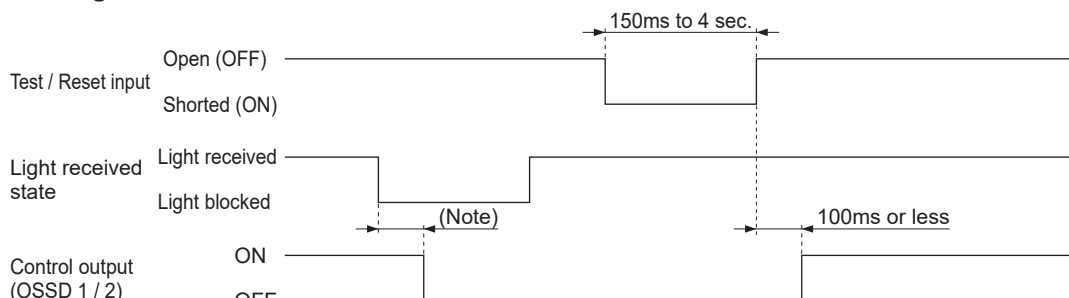 150ms to 4 sec.
Open (OFF)
Test / Reset input
Shorted (ON)
Light received
Light received
state
Light blocked
(Note)
100ms or less
ON
Control output
(OSSD 1 / 2)
OFF